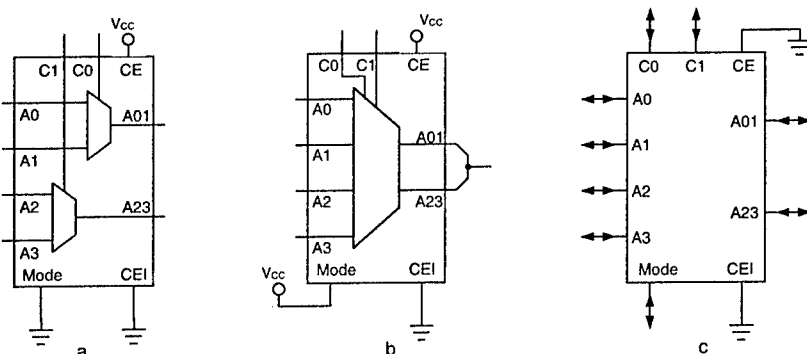 Vcc
C1 C0 CE
A0
A01
A1
A2
A23
A3
Mode CEI
a
Vcc
C0 C1 CE
A0
A01
A1
A2
A23
A3
Vcc
Mode CEI
b
C0 C1 CE
A0
A01
A1
A2
A23
A3
Mode CEI
c